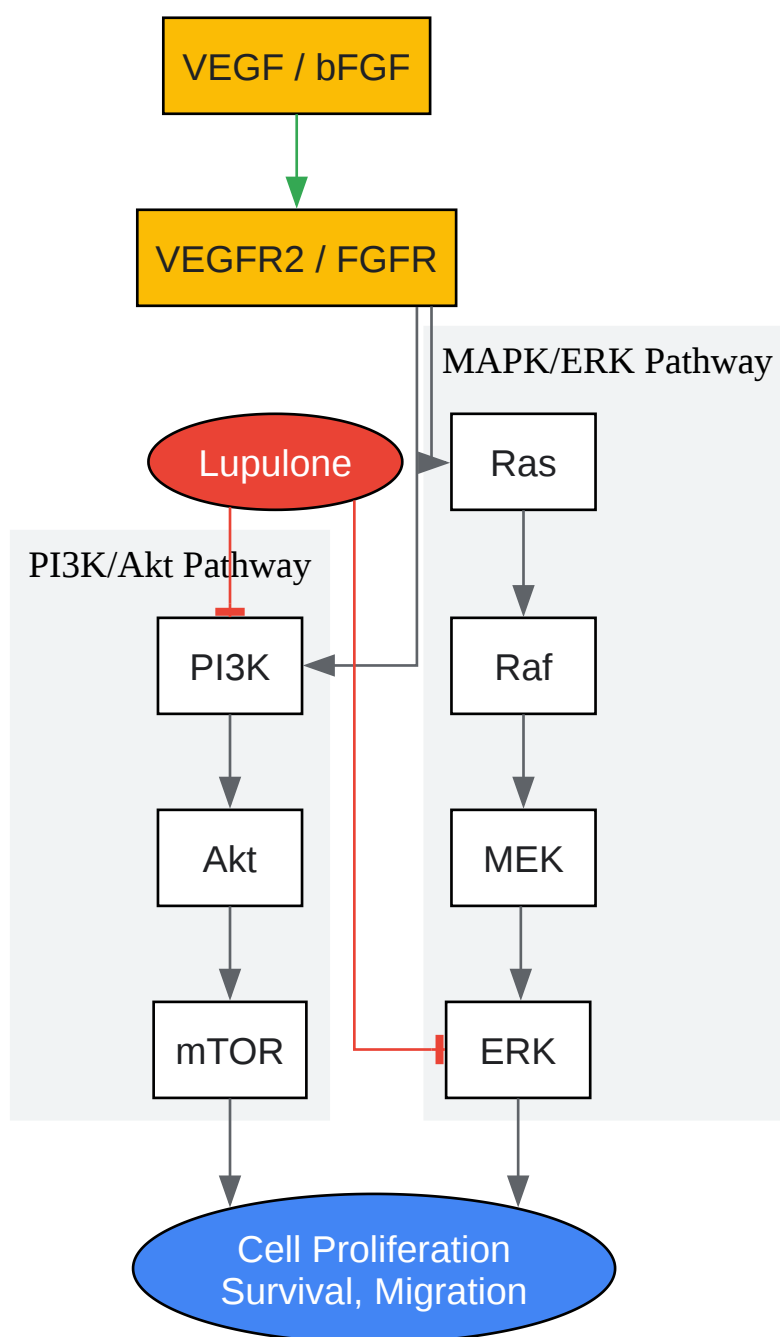 VEGF / bFGF
VEGFR2 / FGFR
MAPK/ERK Pathway
Lupulone
Ras
PI3K/Akt Pathway
PI3K
Raf
Akt
MEK
mTOR
ERK
Cell Proliferation
Survival, Migration